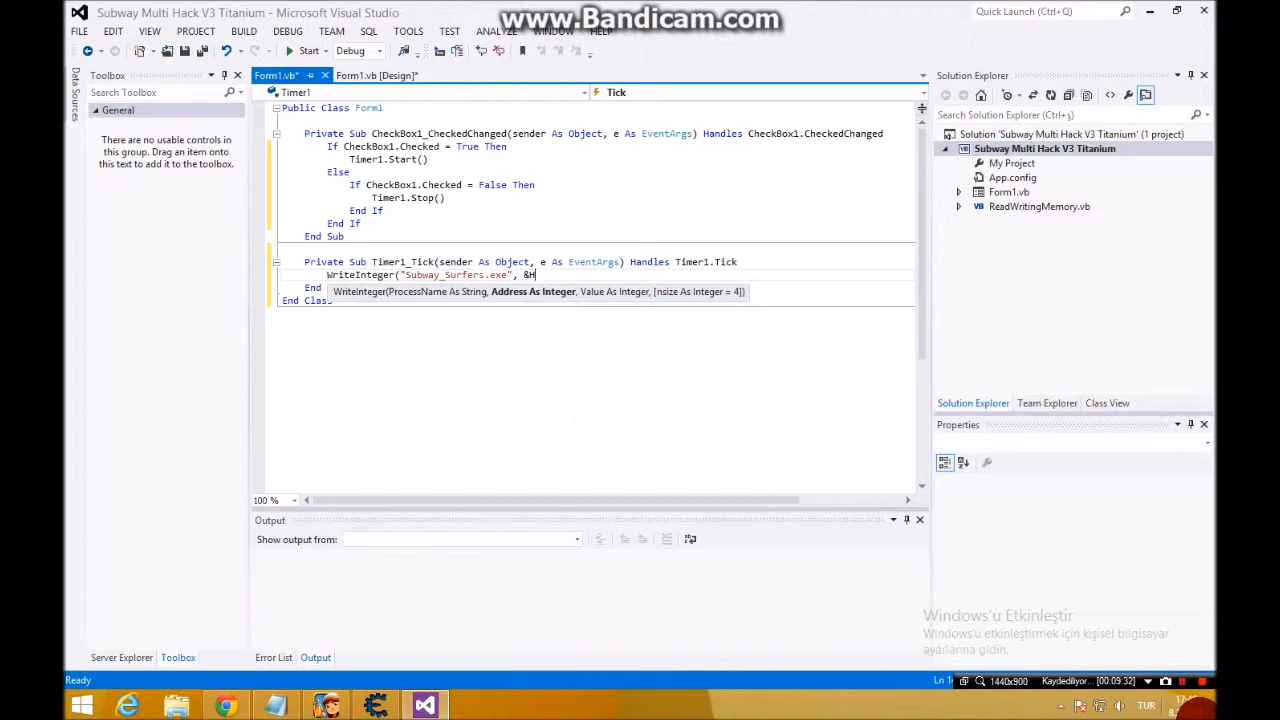 Subway Multi Hack V3 Titanium - Microsoft Visual Studio
www.Bandicam.com
Quick Launch (Ctrl+Q)
FILE EDIT VIEW PROJECT BUILD DEBUG TEAM SQL TOOLS TEST ANALYZE WINDOW HELP
Start Debug
Data Sources
Toolbox
Search Toolbox
General
There are no usable controls in
this group. Drag an item onto
this text to add it to the toolbox.
Form1.vb* Form1.vb [Design]*
Timer1 Tick
Public Class Form1
Private Sub CheckBox1_CheckedChanged(sender As Object, e As EventArgs) Handles CheckBox1.CheckedChanged
If CheckBox1.Checked = True Then
Timer1.Start()
Else
If CheckBox1.Checked = False Then
Timer1.Stop()
End If
End If
End Sub
Private Sub Timer1_Tick(sender As Object, e As EventArgs) Handles Timer1.Tick
WriteInteger("Subway_Surfers.exe", &H
End
WriteInteger(ProcessName As String, Address As Integer, Value As Integer, [nsize As Integer = 4])
End Class
100 %
Output
Show output from:
Solution Explorer
Search Solution Explorer (Ctrl+ş)
Solution 'Subway Multi Hack V3 Titanium' (1 project)
Subway Multi Hack V3 Titanium
My Project
App.config
Form1.vb
ReadWritingMemory.vb
Solution Explorer Team Explorer Class View
Properties
Windows'u Etkinleştir
Windows'u etkinleştirmek için kişisel bilgisayar
ayarlarına gidin.
Server Explorer Toolbox Error List Output
Ready
1440x900 Kaydediliyor... [00:09:32]
TUR